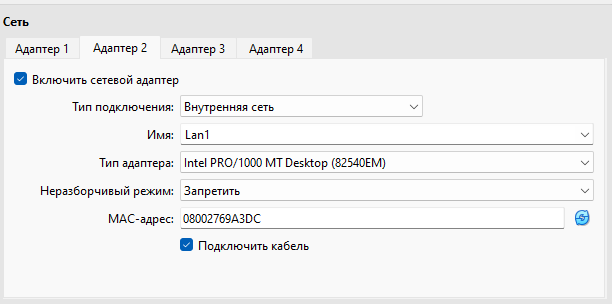 Сеть
Адаптер 1 Адаптер 2 Адаптер 3 Адаптер 4
Включить сетевой адаптер
Тип подключения: Внутренняя сеть
Имя: Lan1
Тип адаптера: Intel PRO/1000 MT Desktop (82540EM)
Неразборчивый режим: Запретить
MAC-адрес: 08002769A3DC
Подключить кабель